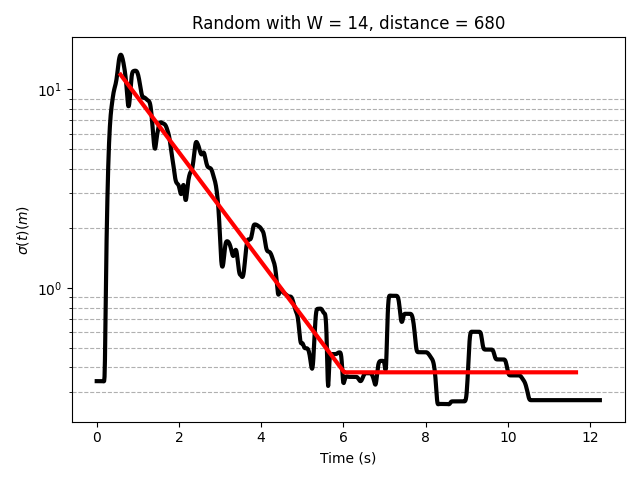 Random with W = 14, distance = 680
σ(t)(m)
10¹
10⁰
0 2 4 6 8 10 12
Time (s)